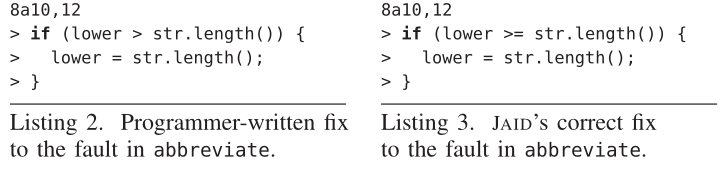 8a10,12
> if (lower > str.length()) {
>   lower = str.length();
> }
Listing 2. Programmer-written fix
to the fault in abbreviate.
8a10,12
> if (lower >= str.length()) {
>   lower = str.length();
> }
Listing 3. JAID's correct fix
to the fault in abbreviate.